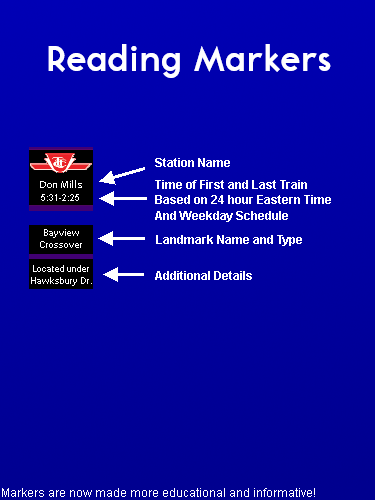 Reading Markers
TTC
Don Mills
5:31-2:25
Station Name
Time of First and Last Train
Based on 24 hour Eastern Time
And Weekday Schedule
Bayview
Crossover
Landmark Name and Type
Located under
Hawksbury Dr.
Additional Details
Markers are now made more educational and informative!